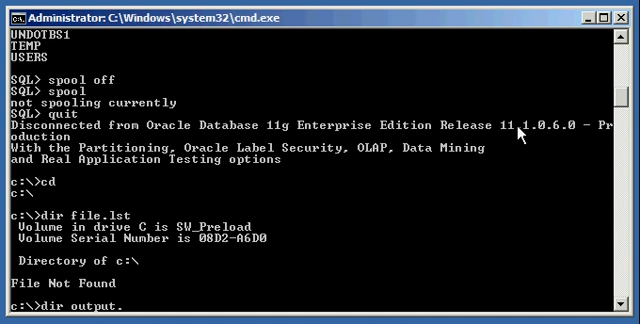 Administrator: C:\Windows\system32\cmd.exe
UNDOTBS1
TEMP
USERS
SQL> spool off
SQL> spool
not spooling currently
SQL> quit
Disconnected from Oracle Database 11g Enterprise Edition Release 11.1.0.6.0 - Pr
oduction
With the Partitioning, Oracle Label Security, OLAP, Data Mining
and Real Application Testing options
c:\>cd
c:\
c:\>dir file.lst
Volume in drive C is SW_Preload
Volume Serial Number is 08D2-A6D0
Directory of c:\
File Not Found
c:\>dir output.